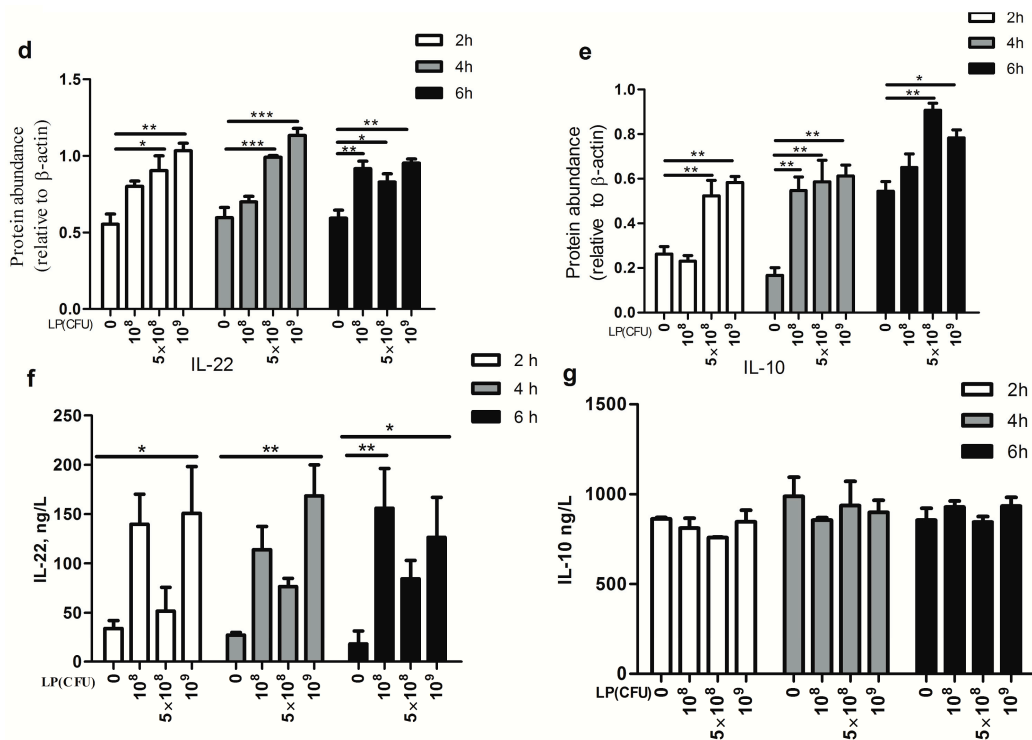 d
2h
4h
6h
Protein abundance
(relative to β-actin)
1.5
1.0
0.5
0.0
** * *** *** ** * **
LP(CFU) 0 10⁸ 5×10⁸ 10⁹ 0 10⁸ 5×10⁸ 10⁹ 0 10⁸ 5×10⁸ 10⁹
IL-22
e
2h
4h
6h
Protein abundance
(relative to β-actin)
1.0
0.8
0.6
0.4
0.2
0.0
** ** ** ** ** * **
LP(CFU) 0 10⁸ 5×10⁸ 10⁹ 0 10⁸ 5×10⁸ 10⁹ 0 10⁸ 5×10⁸ 10⁹
IL-10
f
2 h
4 h
6 h
IL-22, ng/L
250
200
150
100
50
0
* ** ** *
LP(CFU) 0 10⁸ 5×10⁸ 10⁹ 0 10⁸ 5×10⁸ 10⁹ 0 10⁸ 5×10⁸ 10⁹
g
2h
4h
6h
IL-10 ng/L
1500
1000
500
0
LP(CFU) 0 10⁸ 5×10⁸ 10⁹ 0 10⁸ 5×10⁸ 10⁹ 0 10⁸ 5×10⁸ 10⁹